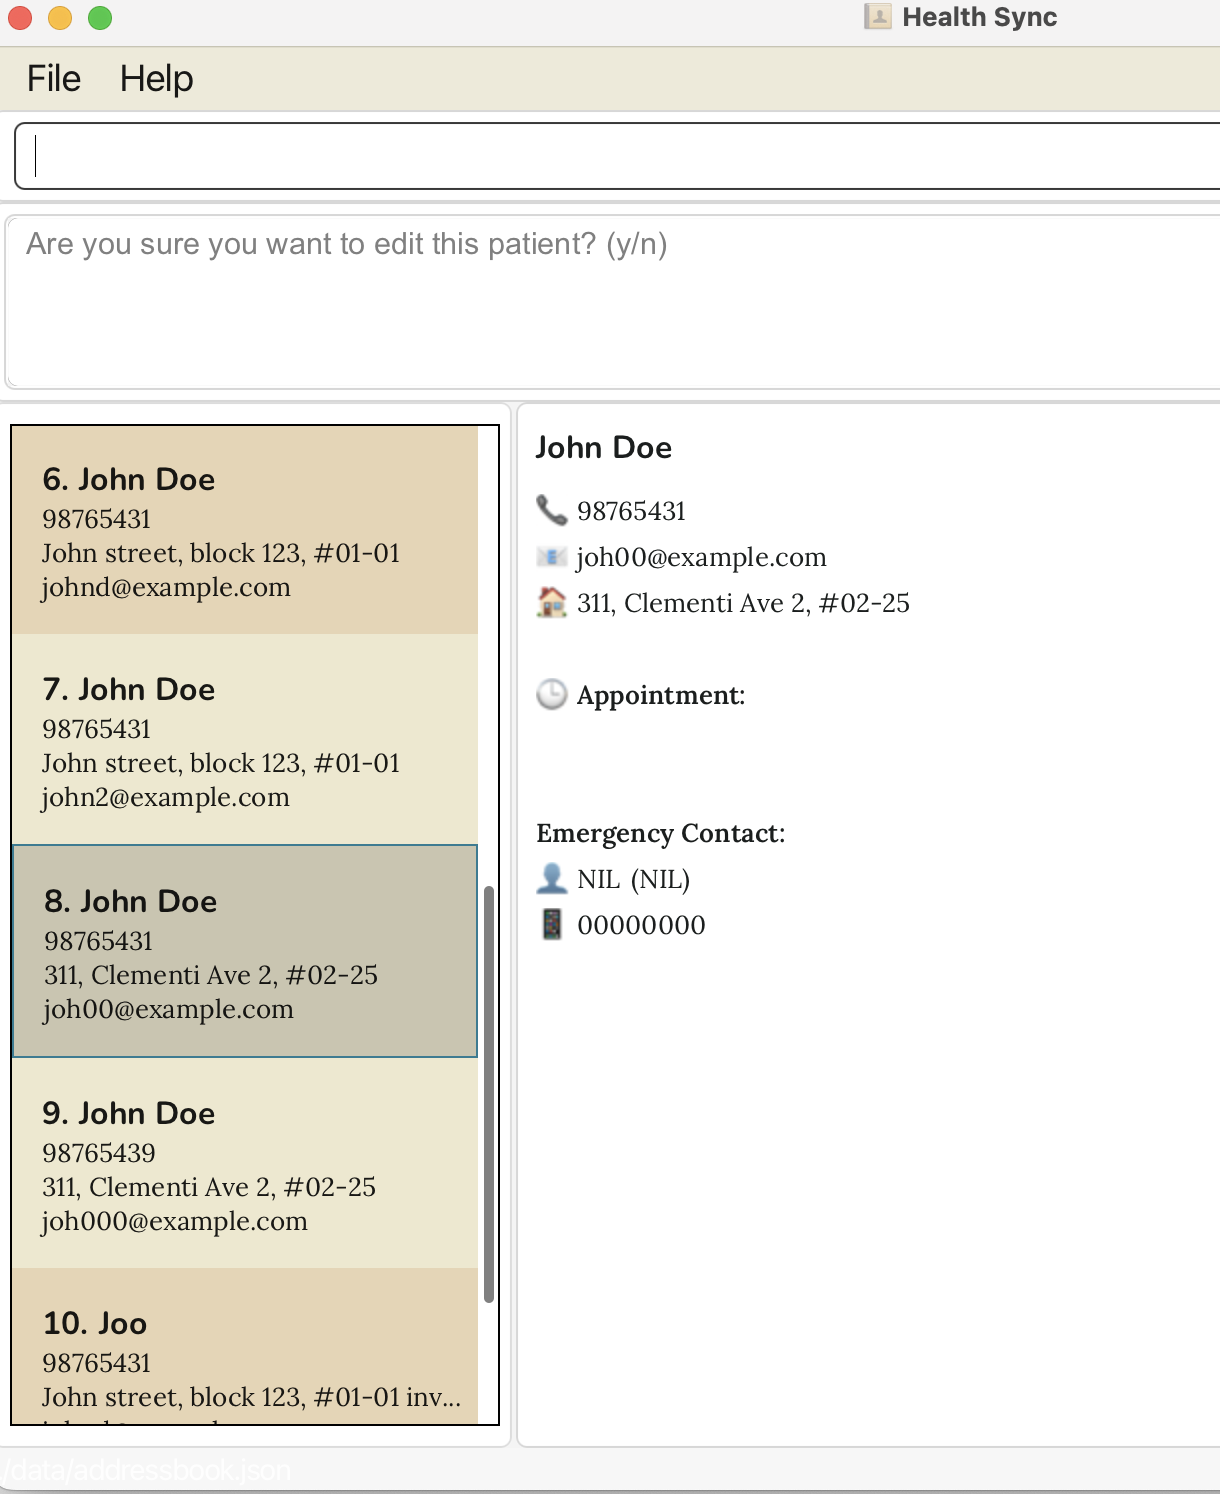 Health Sync
File Help
Are you sure you want to edit this patient? (y/n)
6. John Doe
98765431
John street, block 123, #01-01
johnd@example.com
7. John Doe
98765431
John street, block 123, #01-01
john2@example.com
8. John Doe
98765431
311, Clementi Ave 2, #02-25
joh00@example.com
9. John Doe
98765439
311, Clementi Ave 2, #02-25
joh000@example.com
10. Joo
98765431
John street, block 123, #01-01 inv...
John Doe
98765431
joh00@example.com
311, Clementi Ave 2, #02-25
Appointment:
Emergency Contact:
NIL (NIL)
00000000
/data/addressbook.json